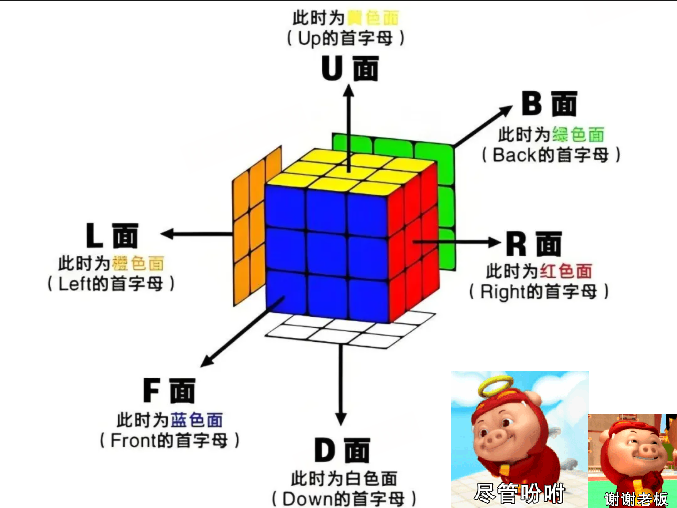 此时为黄色面
（Up的首字母）
U 面
B 面
此时为绿色面
（Back的首字母）
L 面
此时为橙色面
（Left的首字母）
R 面
此时为红色面
（Right的首字母）
F 面
此时为蓝色面
（Front的首字母）
D 面
此时为白色面
（Down的首字母）
尽管吩咐
谢谢老板